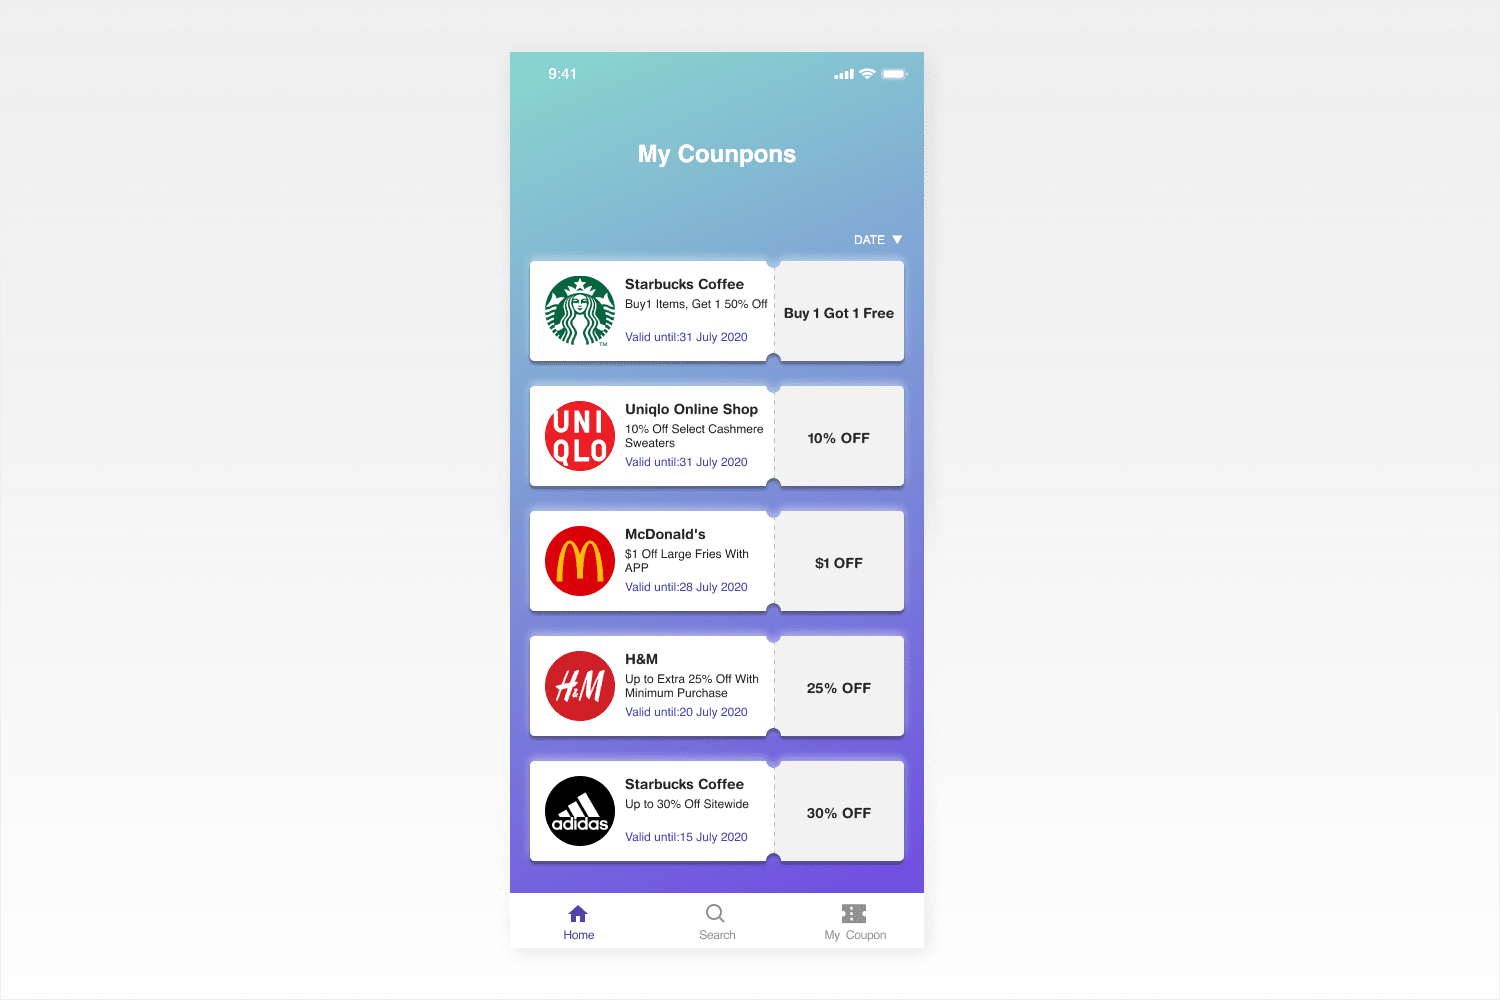 9:41
My Counpons
DATE ▼
Starbucks Coffee
Buy1 Items, Get 1 50% Off
Valid until:31 July 2020
TM
Buy 1 Got 1 Free
UNI
QLO
Uniqlo Online Shop
10% Off Select Cashmere
Sweaters
Valid until:31 July 2020
10% OFF
McDonald's
$1 Off Large Fries With
APP
Valid until:28 July 2020
$1 OFF
H&M
H&M
Up to Extra 25% Off With
Minimum Purchase
Valid until:20 July 2020
25% OFF
adidas
Starbucks Coffee
Up to 30% Off Sitewide
Valid until:15 July 2020
30% OFF
Home
Search
My Coupon